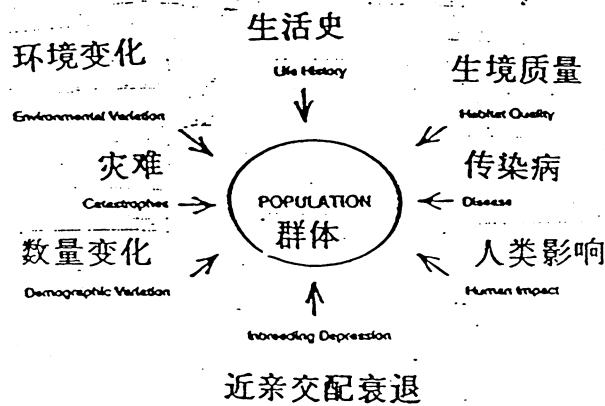 生活史
Life History
环境变化
Environmental Variation
生境质量
Habitat Quality
灾难
Catastrophes
POPULATION
群体
传染病
Disease
数量变化
Demographic Variation
人类影响
Human Impact
Inbreeding Depression
近亲交配衰退